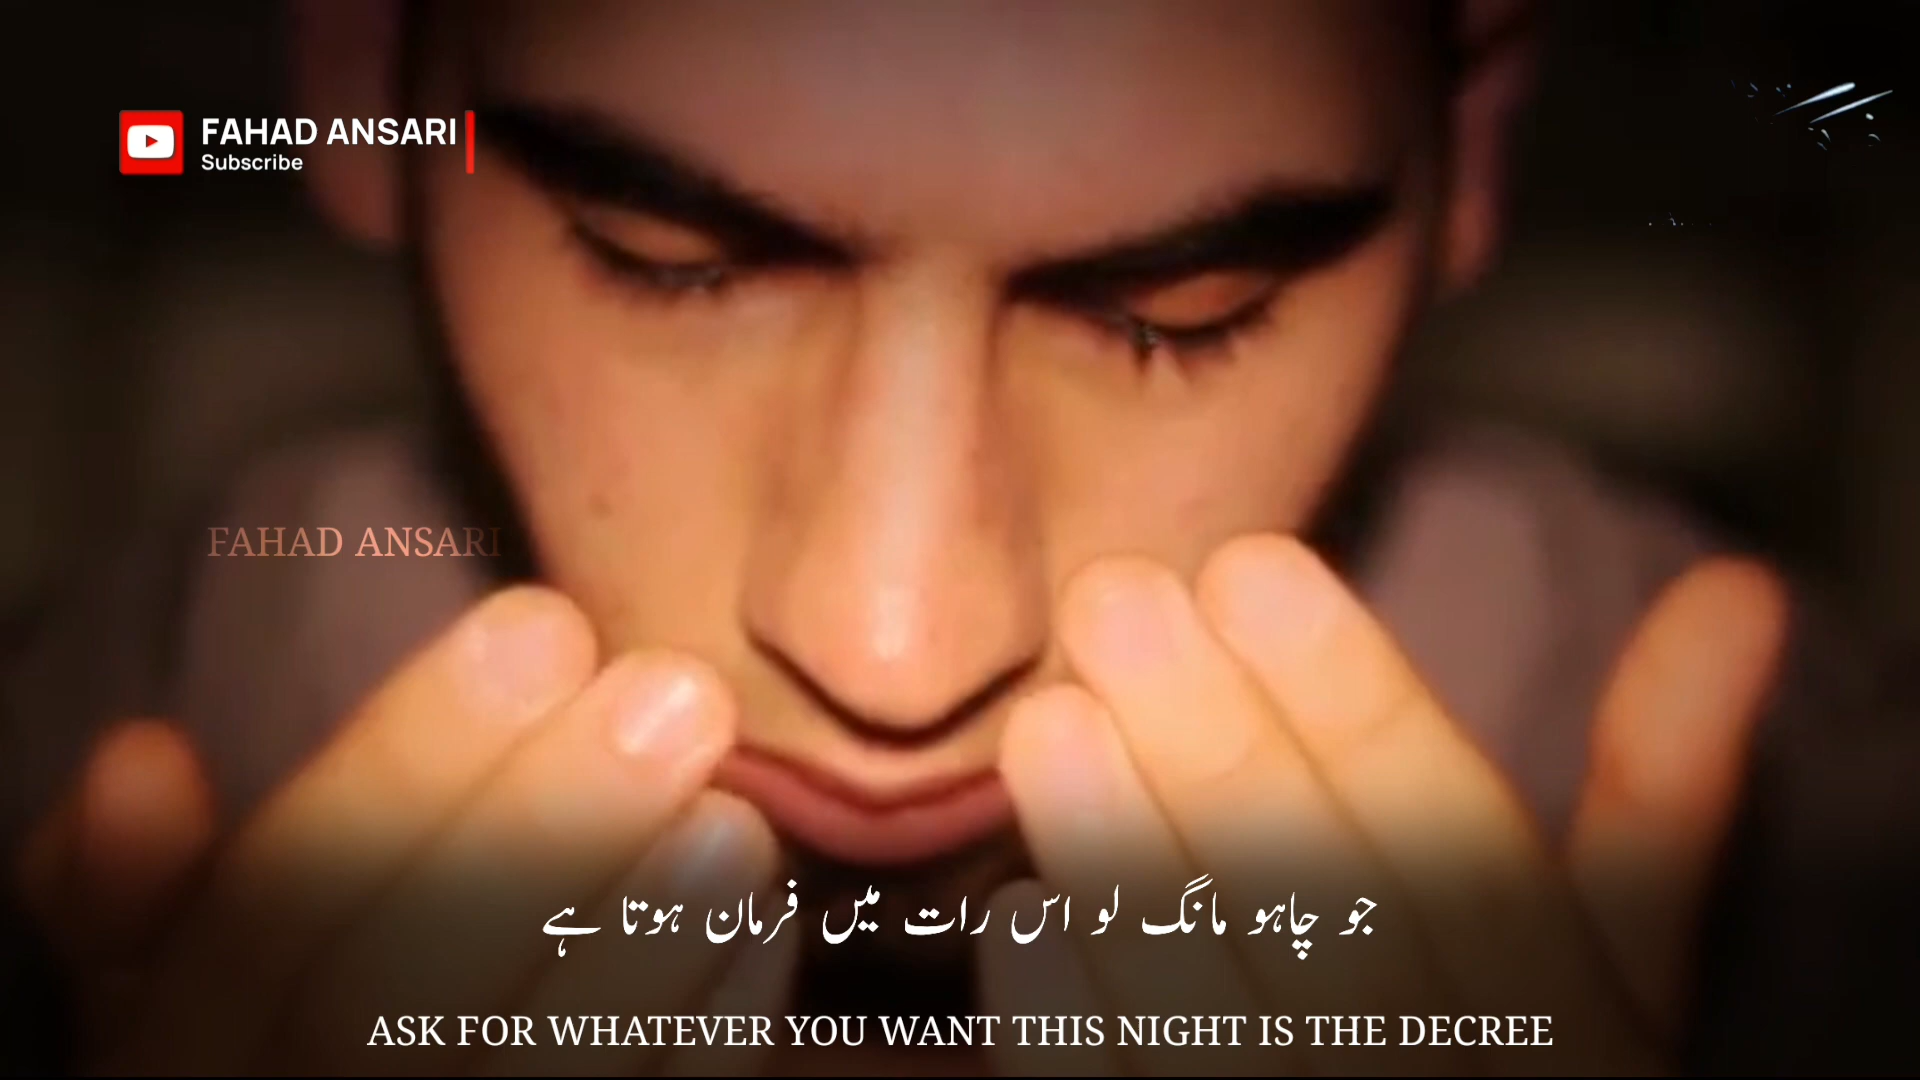 FAHAD ANSARI
Subscribe
FAHAD ANSARI
جو چاہو مانگ لو اس رات میں فرمان ہوتا ہے
ASK FOR WHATEVER YOU WANT THIS NIGHT IS THE DECREE